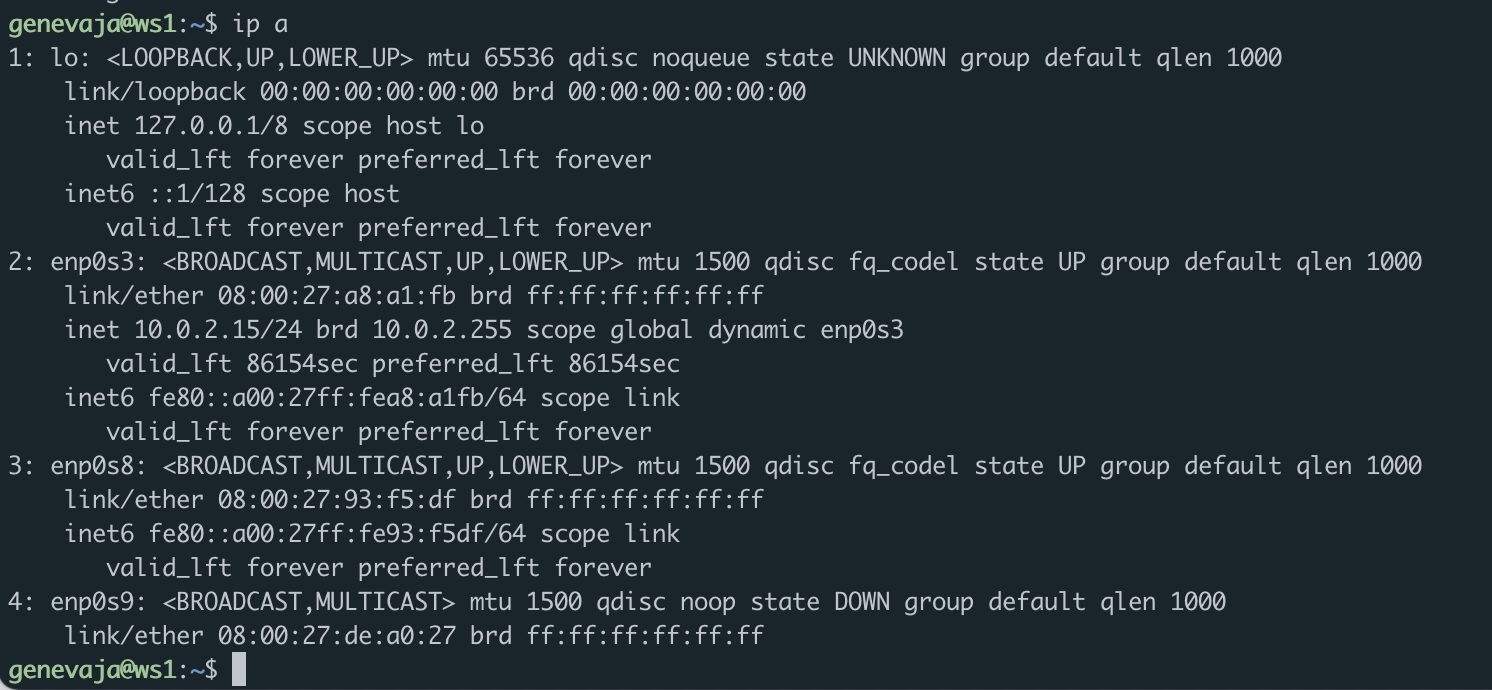 genevaja@ws1:~$ ip a
1: lo: <LOOPBACK,UP,LOWER_UP> mtu 65536 qdisc noqueue state UNKNOWN group default qlen 1000
    link/loopback 00:00:00:00:00:00 brd 00:00:00:00:00:00
    inet 127.0.0.1/8 scope host lo
       valid_lft forever preferred_lft forever
    inet6 ::1/128 scope host
       valid_lft forever preferred_lft forever
2: enp0s3: <BROADCAST,MULTICAST,UP,LOWER_UP> mtu 1500 qdisc fq_codel state UP group default qlen 1000
    link/ether 08:00:27:a8:a1:fb brd ff:ff:ff:ff:ff:ff
    inet 10.0.2.15/24 brd 10.0.2.255 scope global dynamic enp0s3
       valid_lft 86154sec preferred_lft 86154sec
    inet6 fe80::a00:27ff:fea8:a1fb/64 scope link
       valid_lft forever preferred_lft forever
3: enp0s8: <BROADCAST,MULTICAST,UP,LOWER_UP> mtu 1500 qdisc fq_codel state UP group default qlen 1000
    link/ether 08:00:27:93:f5:df brd ff:ff:ff:ff:ff:ff
    inet6 fe80::a00:27ff:fe93:f5df/64 scope link
       valid_lft forever preferred_lft forever
4: enp0s9: <BROADCAST,MULTICAST> mtu 1500 qdisc noop state DOWN group default qlen 1000
    link/ether 08:00:27:de:a0:27 brd ff:ff:ff:ff:ff:ff
genevaja@ws1:~$